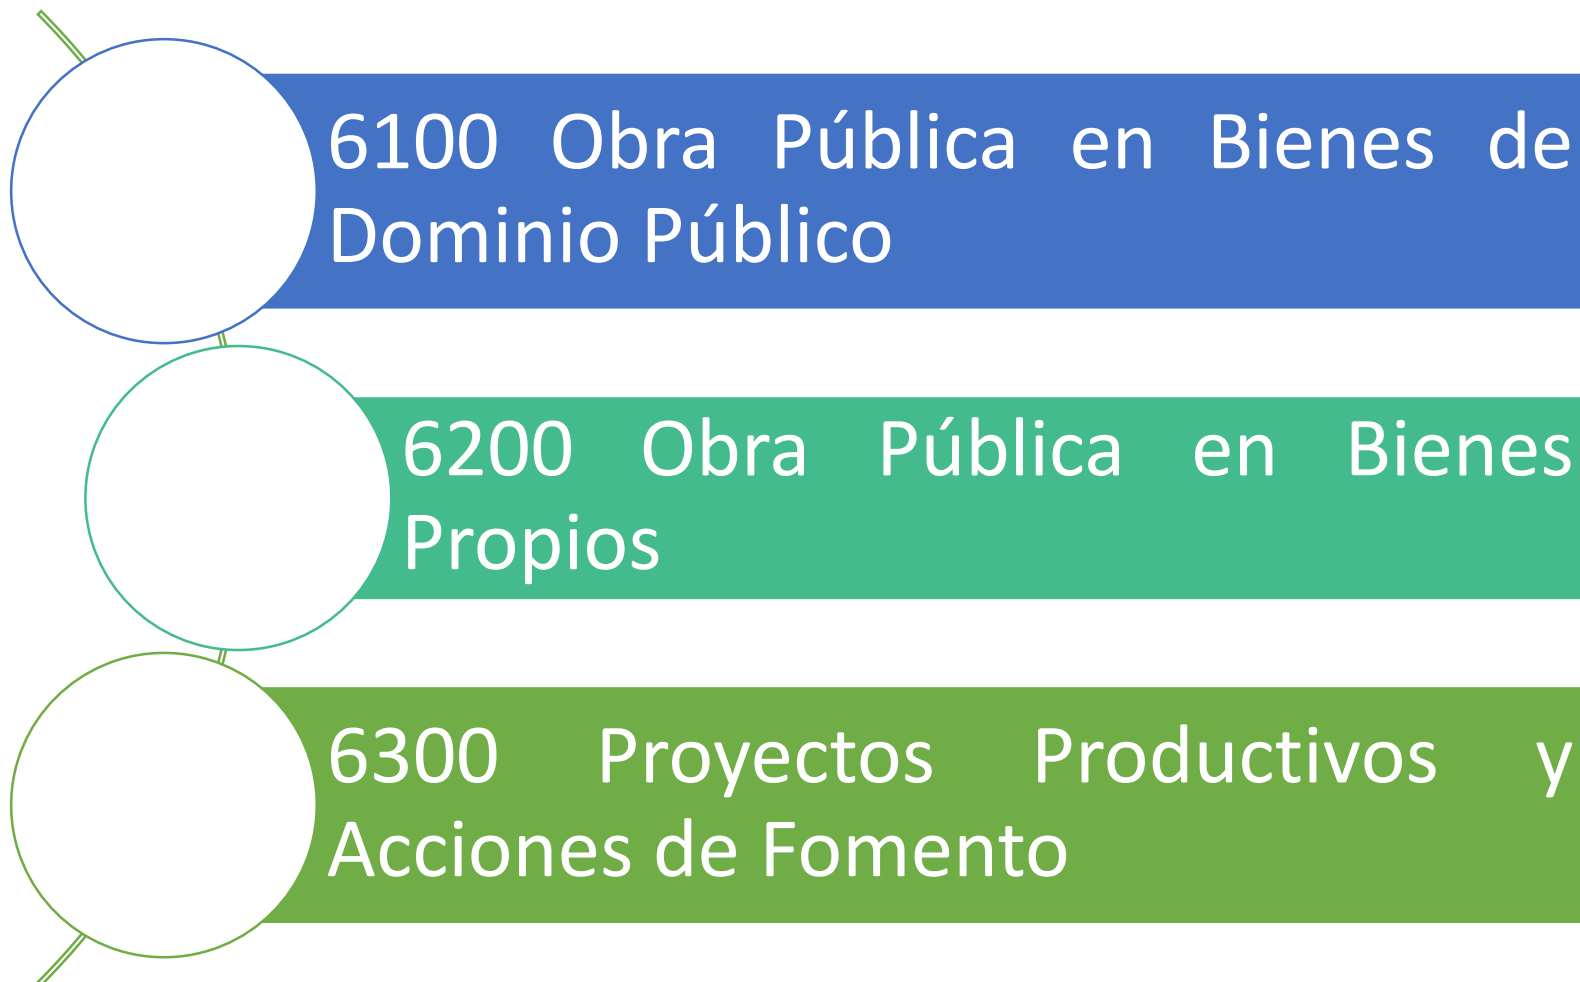 6100 Obra Pública en Bienes de
Dominio Público
6200 Obra Pública en Bienes
Propios
6300 Proyectos Productivos y
Acciones de Fomento